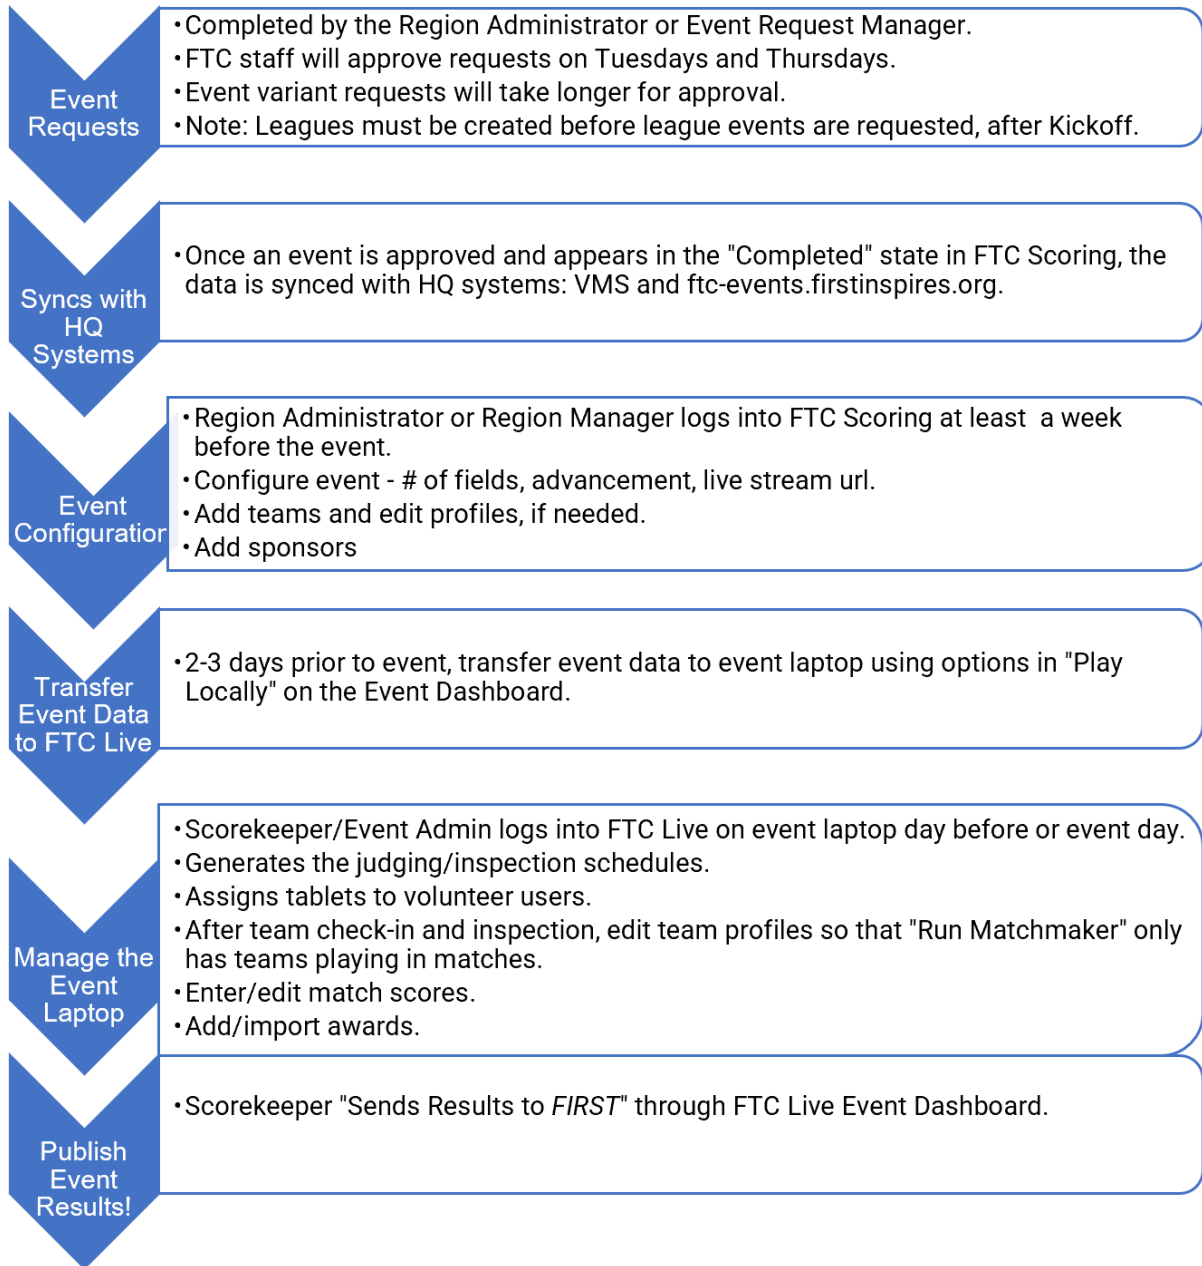 Event
Requests
•Completed by the Region Administrator or Event Request Manager.
•FTC staff will approve requests on Tuesdays and Thursdays.
•Event variant requests will take longer for approval.
•Note: Leagues must be created before league events are requested, after Kickoff.
Syncs with
HQ
Systems
•Once an event is approved and appears in the "Completed" state in FTC Scoring, the
data is synced with HQ systems: VMS and ftc-events.firstinspires.org.
Event
Configuration
•Region Administrator or Region Manager logs into FTC Scoring at least a week
before the event.
•Configure event - # of fields, advancement, live stream url.
•Add teams and edit profiles, if needed.
•Add sponsors
Transfer
Event Data
to FTC Live
•2-3 days prior to event, transfer event data to event laptop using options in "Play
Locally" on the Event Dashboard.
Manage the
Event
Laptop
•Scorekeeper/Event Admin logs into FTC Live on event laptop day before or event day.
•Generates the judging/inspection schedules.
•Assigns tablets to volunteer users.
•After team check-in and inspection, edit team profiles so that "Run Matchmaker" only
has teams playing in matches.
•Enter/edit match scores.
•Add/import awards.
Publish
Event
Results!
•Scorekeeper "Sends Results to FIRST" through FTC Live Event Dashboard.